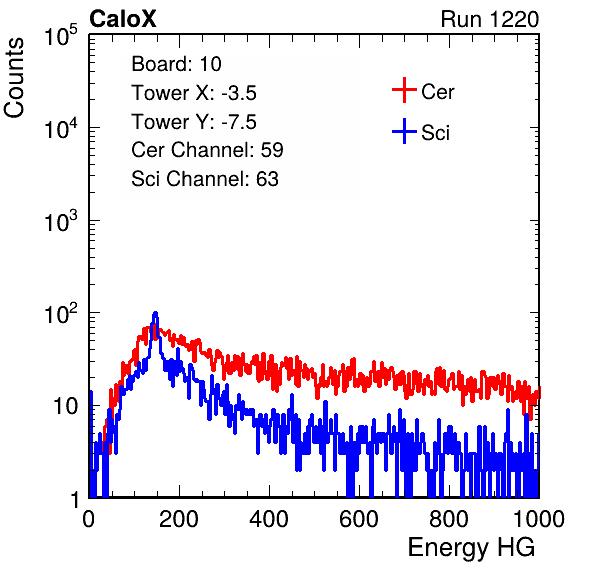 CaloX Run 1220
Counts
Board: 10
Tower X: -3.5
Tower Y: -7.5
Cer Channel: 59
Sci Channel: 63
Cer
Sci
10^5
10^4
10^3
10^2
10
1
0 200 400 600 800 1000
Energy HG